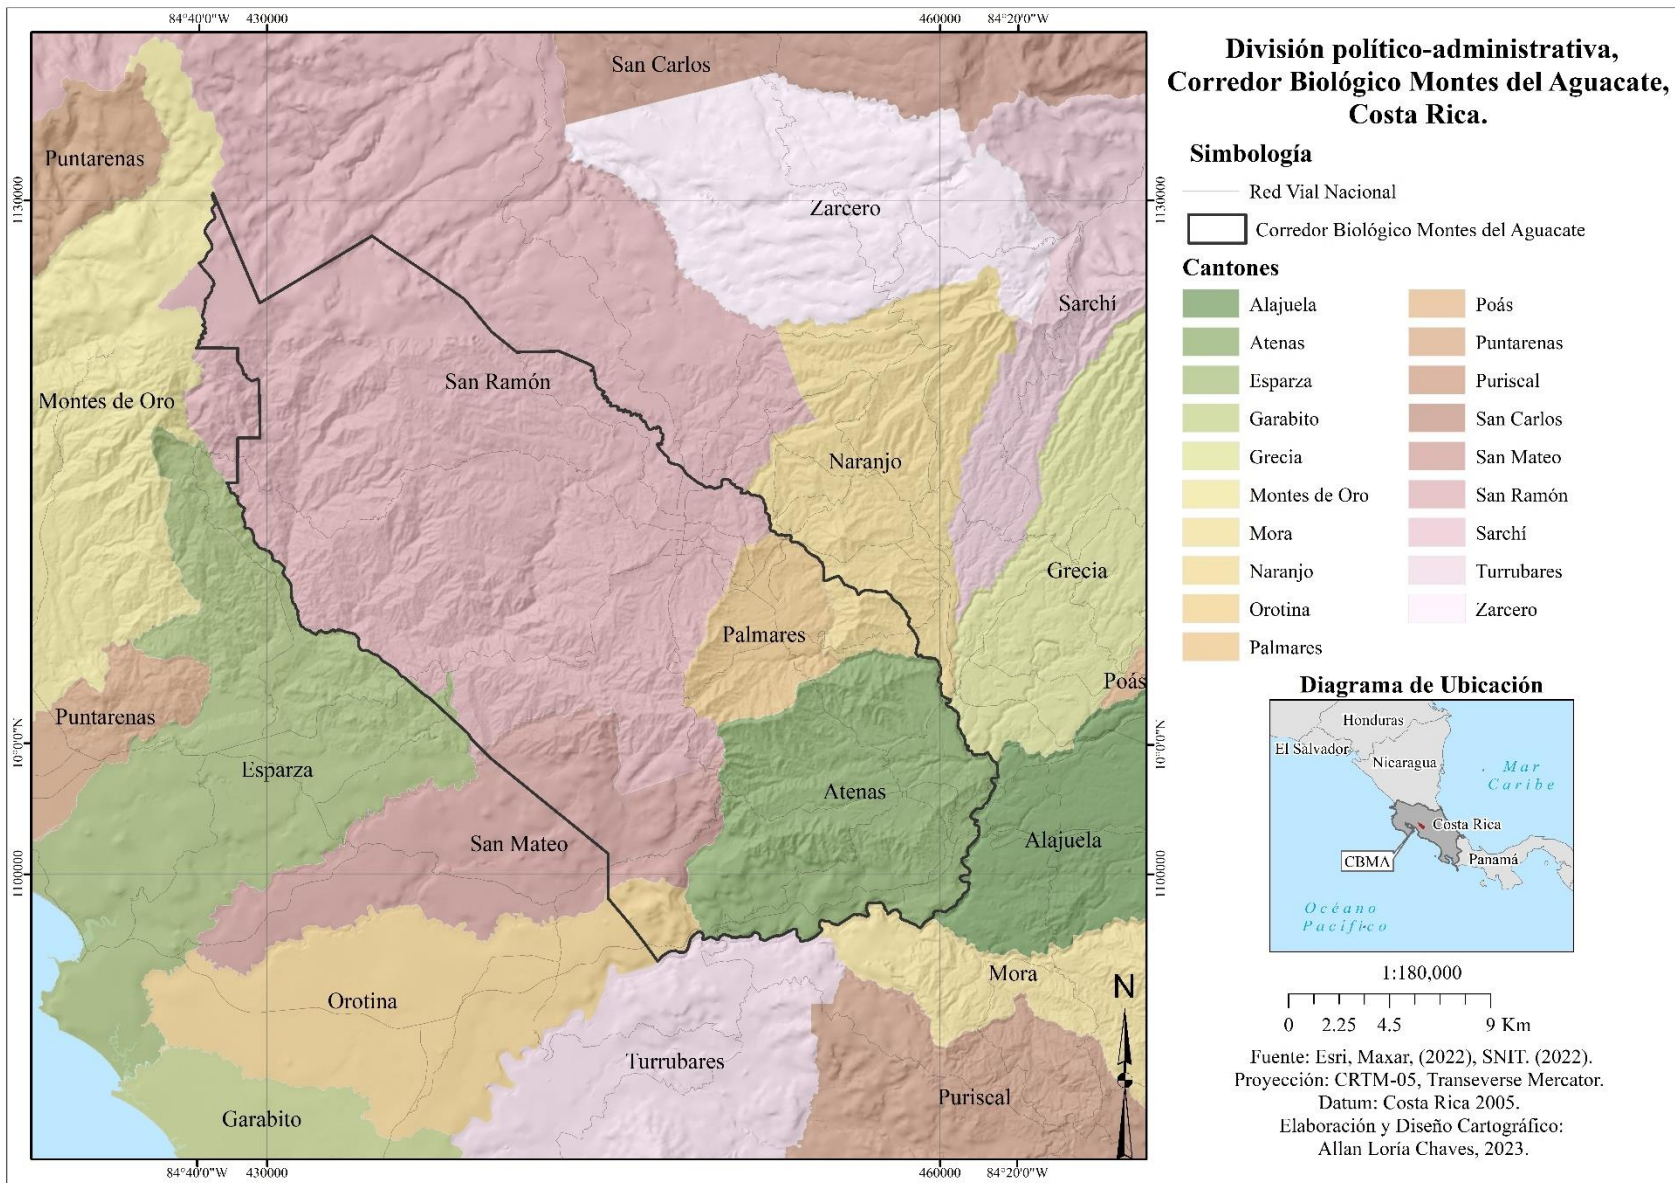 84°40'0"W
430000
460000
84°20'0"W
División político-administrativa,
Corredor Biológico Montes del Aguacate,
Costa Rica.
Simbología
Red Vial Nacional
Corredor Biológico Montes del Aguacate
Cantones
Alajuela
Atenas
Esparza
Garabito
Grecia
Montes de Oro
Mora
Naranjo
Orotina
Palmares
Poás
Puntarenas
Puriscal
San Carlos
San Mateo
San Ramón
Sarchí
Turrubares
Zarcero
San Carlos
Puntarenas
1130000
Zarcero
1130000
Sarchí
San Ramón
Montes de Oro
Naranjo
Grecia
Palmares
Poás
Puntarenas
10°0'0"N
Esparza
10°0'0"N
Atenas
San Mateo
Alajuela
1100000
1100000
Mora
Orotina
N
Turrubares
Puriscal
Garabito
84°40'0"W
430000
460000
84°20'0"W
Diagrama de Ubicación
Honduras
El Salvador
Nicaragua
Mar
Caribe
Costa Rica
CBMA
Panamá
Océano
Pacífico
1:180,000
0 2.25 4.5 9 Km
Fuente: Esri, Maxar, (2022), SNIT. (2022).
Proyección: CRTM-05, Transeverse Mercator.
Datum: Costa Rica 2005.
Elaboración y Diseño Cartográfico:
Allan Loría Chaves, 2023.